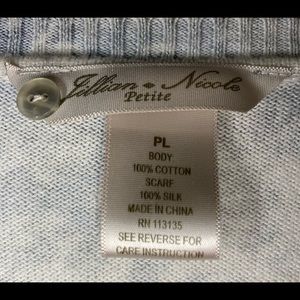 Jillian Nicole
Petite
PL
BODY
100% COTTON
SCARF
100% SILK
MADE IN CHINA
RN 113135
SEE REVERSE FOR
CARE INSTRUCTION